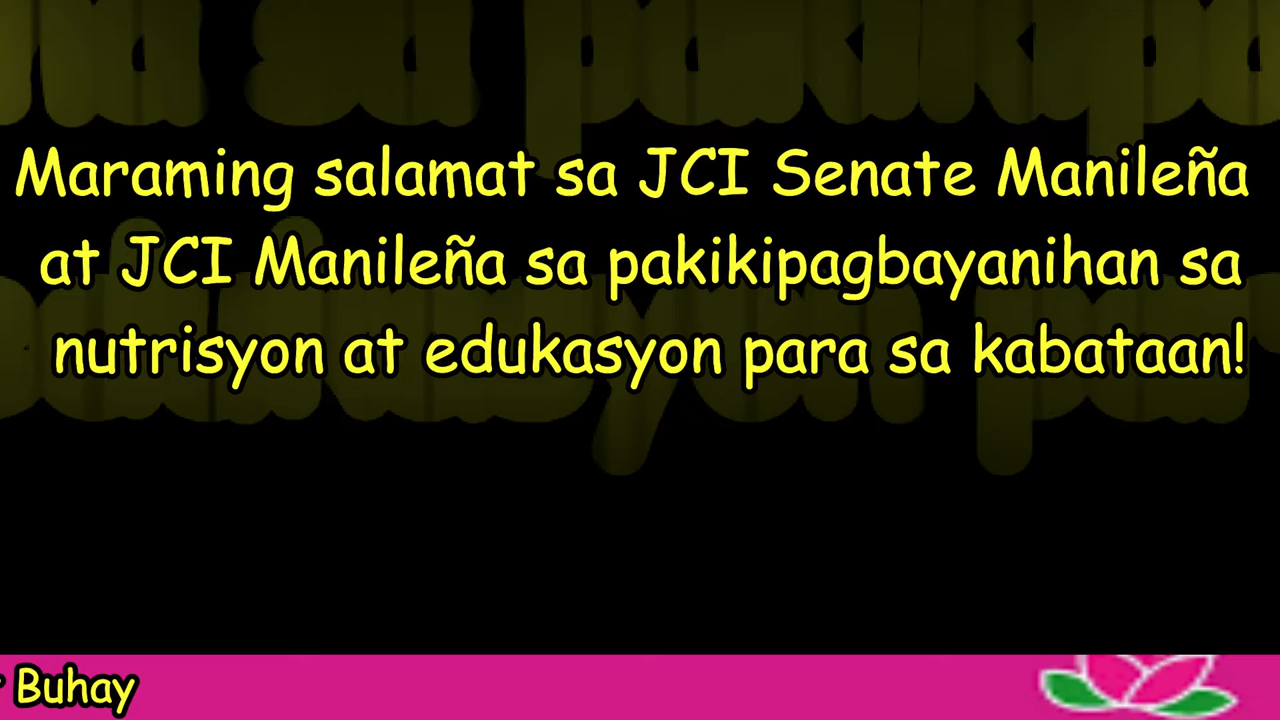 Maraming salamat sa JCI Senate Manileña
at JCI Manileña sa pakikipagbayanihan sa
nutrisyon at edukasyon para sa kabataan!
Buhay